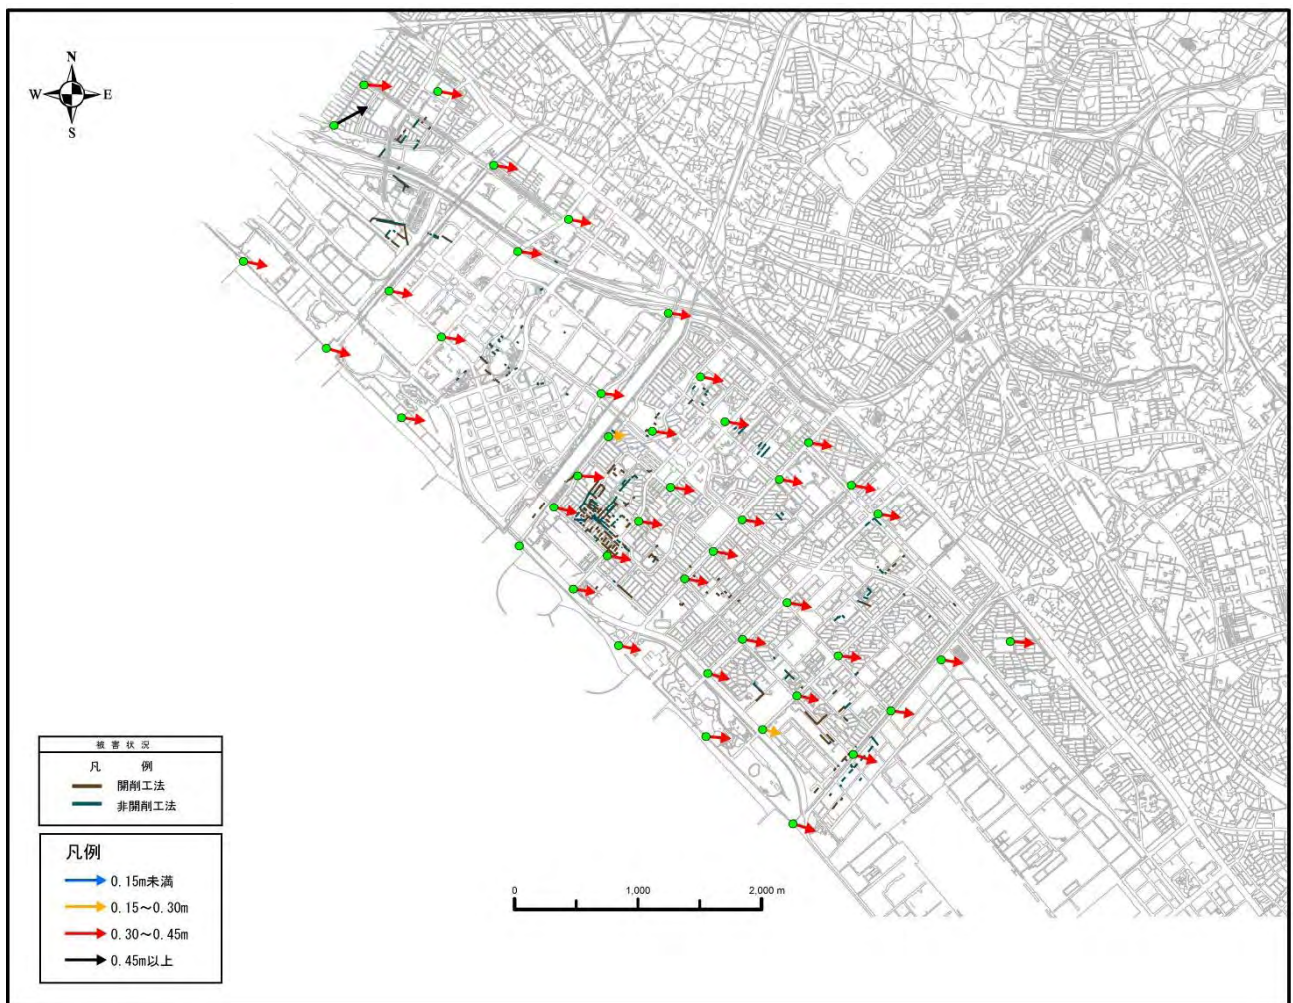 N
W E
S
被害状況
凡 例
開削工法
非開削工法
凡例
0.15m未満
0.15～0.30m
0.30～0.45m
0.45m以上
0 1,000 2,000 m